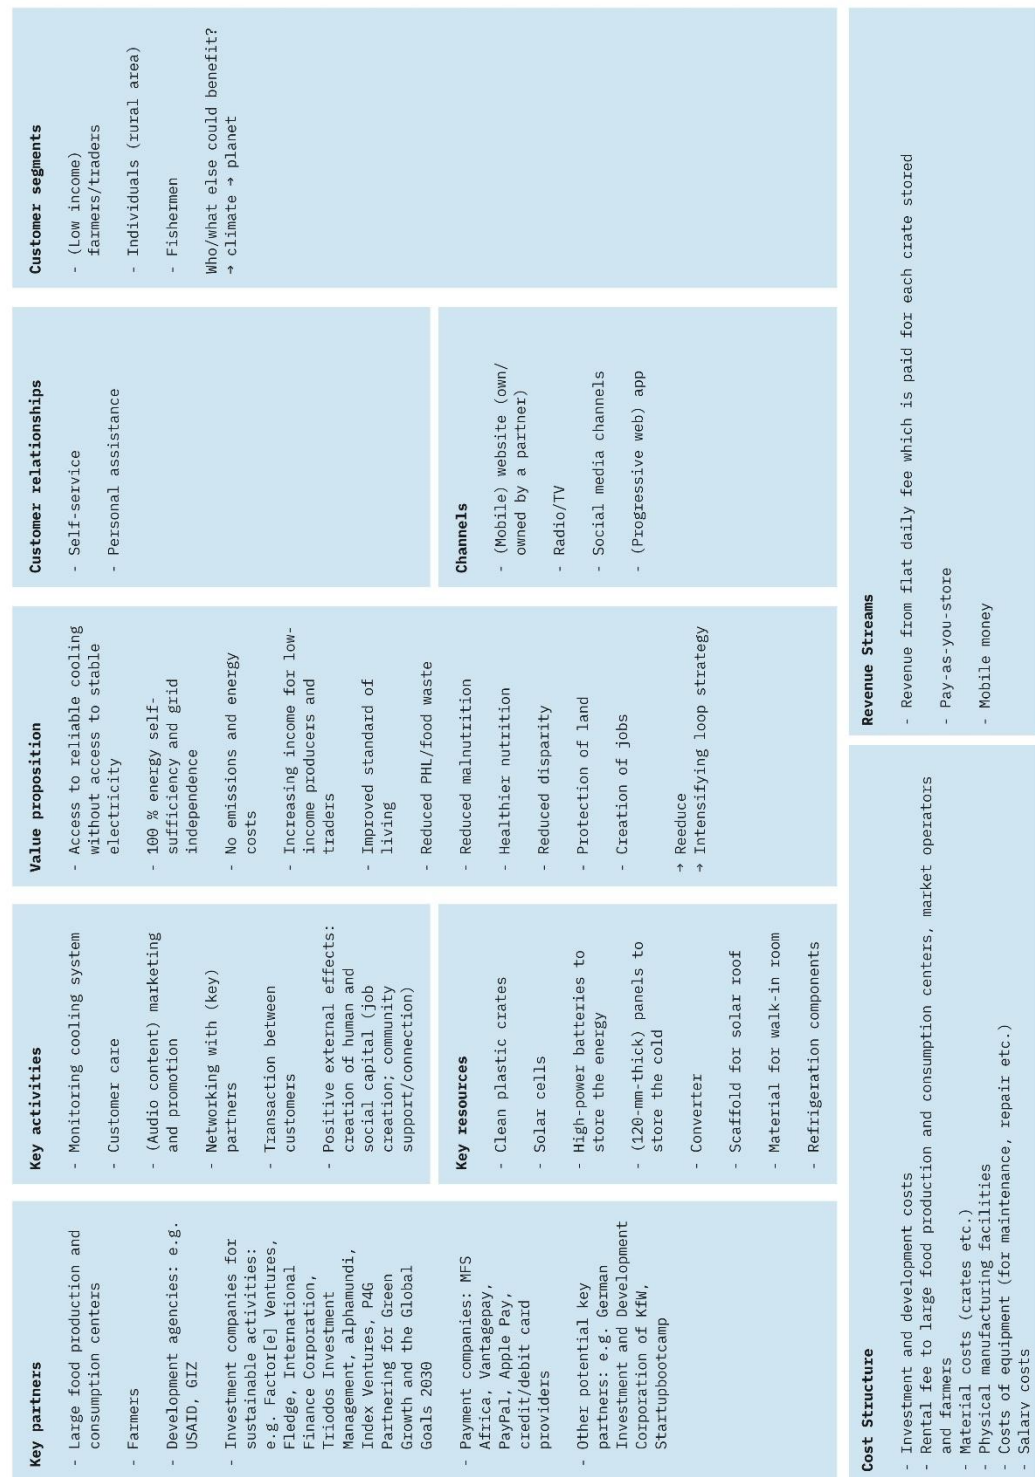 Key partners
- Large food production and
consumption centers
- Farmers
- Development agencies: e.g.
USAID, GIZ
- Investment companies for
sustainable activities:
e.g. Factor[e] Ventures,
Fledge, International
Finance Corporation,
Triodos Investment
Management, alphamundi,
Index Ventures, P4G
Partnering for Green
Growth and the Global
Goals 2030
- Payment companies: MFS
Africa, Vantagepay,
PayPal, Apple Pay,
credit/debit card
providers
- Other potential key
partners: e.g. German
Investment and Development
Corporation of KfW,
Startupbootcamp
Key activities
- Monitoring cooling system
- Customer care
- (Audio content) marketing
and promotion
- Networking with (key)
partners
- Transaction between
customers
- Positive external effects:
creation of human and
social capital (job
creation; community
support/connection)
Key resources
- Clean plastic crates
- Solar cells
- High-power batteries to
store the energy
- (120-mm-thick) panels to
store the cold
- Converter
- Scaffold for solar roof
- Material for walk-in room
- Refrigeration components
Value proposition
- Access to reliable cooling
without access to stable
electricity
- 100 % energy self-
sufficiency and grid
independence
- No emissions and energy
costs
- Increasing income for low-
income producers and
traders
- Improved standard of
living
- Reduced PHL/food waste
- Reduced malnutrition
- Healthier nutrition
- Reduced disparity
- Protection of land
- Creation of jobs
→ Reeduce
→ Intensifying loop strategy
Customer relationships
- Self-service
- Personal assistance
Channels
- (Mobile) website (own/
owned by a partner)
- Radio/TV
- Social media channels
- (Progressive web) app
Customer segments
- (Low income)
farmers/traders
- Individuals (rural area)
- Fishermen
Who/what else could benefit?
→ climate → planet
Cost Structure
- Investment and development costs
- Rental fee to large food production and consumption centers, market operators
and farmers
- Material costs (crates etc.)
- Physical manufacturing facilities
- Costs of equipment (for maintenance, repair etc.)
- Salary costs
Revenue Streams
- Revenue from flat daily fee which is paid for each crate stored
- Pay-as-you-store
- Mobile money